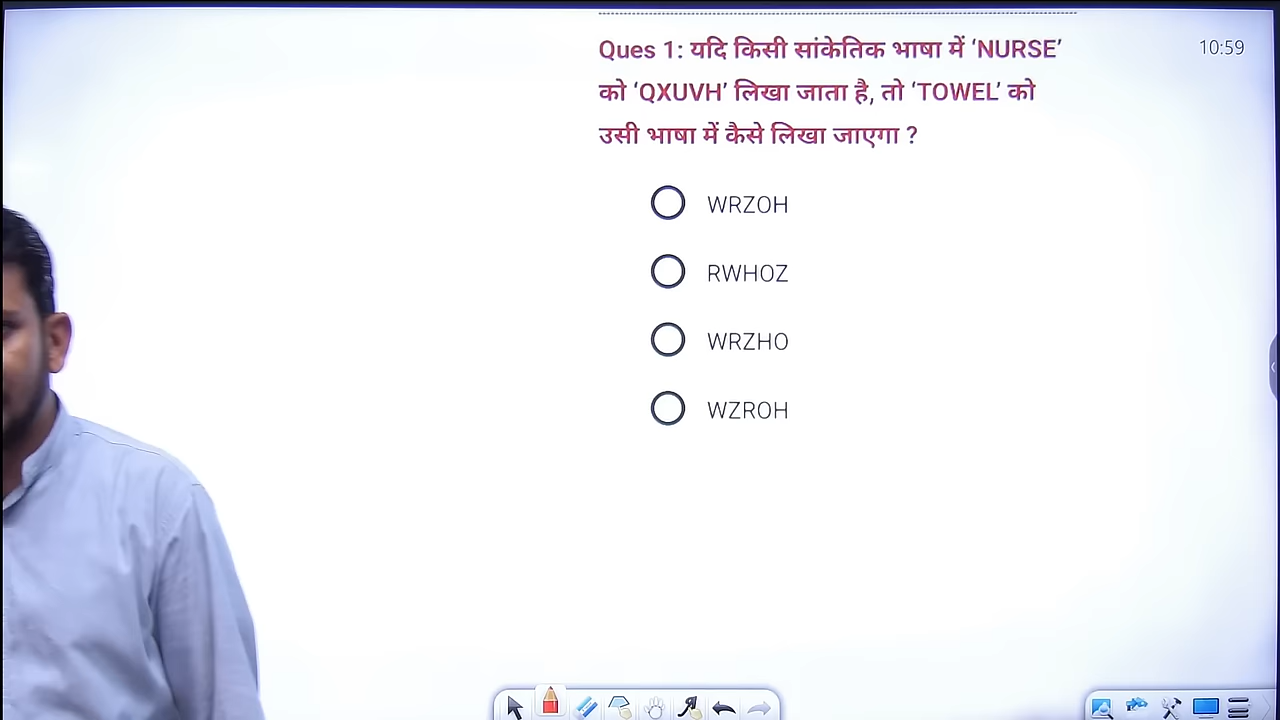 Ques 1: यदि किसी सांकेतिक भाषा में ‘NURSE’
10:59
को ‘QXUVH’ लिखा जाता है, तो ‘TOWEL’ को
उसी भाषा में कैसे लिखा जाएगा ?
WRZOH
RWHOZ
WRZHO
WZROH